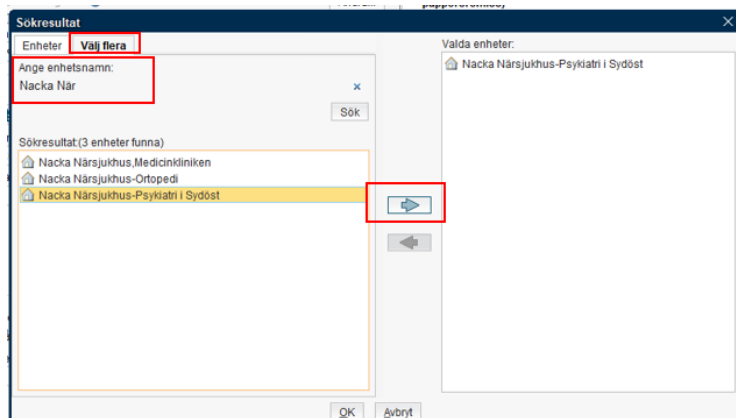 Sökresultat
Enheter
Välj flera
Ange enhetsnamn:
Nacka När
Sök
Sökresultat:(3 enheter funna)
Nacka Närsjukhus,Medicinkliniken
Nacka Närsjukhus-Ortopedi
Nacka Närsjukhus-Psykiatri i Sydöst
Valda enheter:
Nacka Närsjukhus-Psykiatri i Sydöst
OK
Avbryt